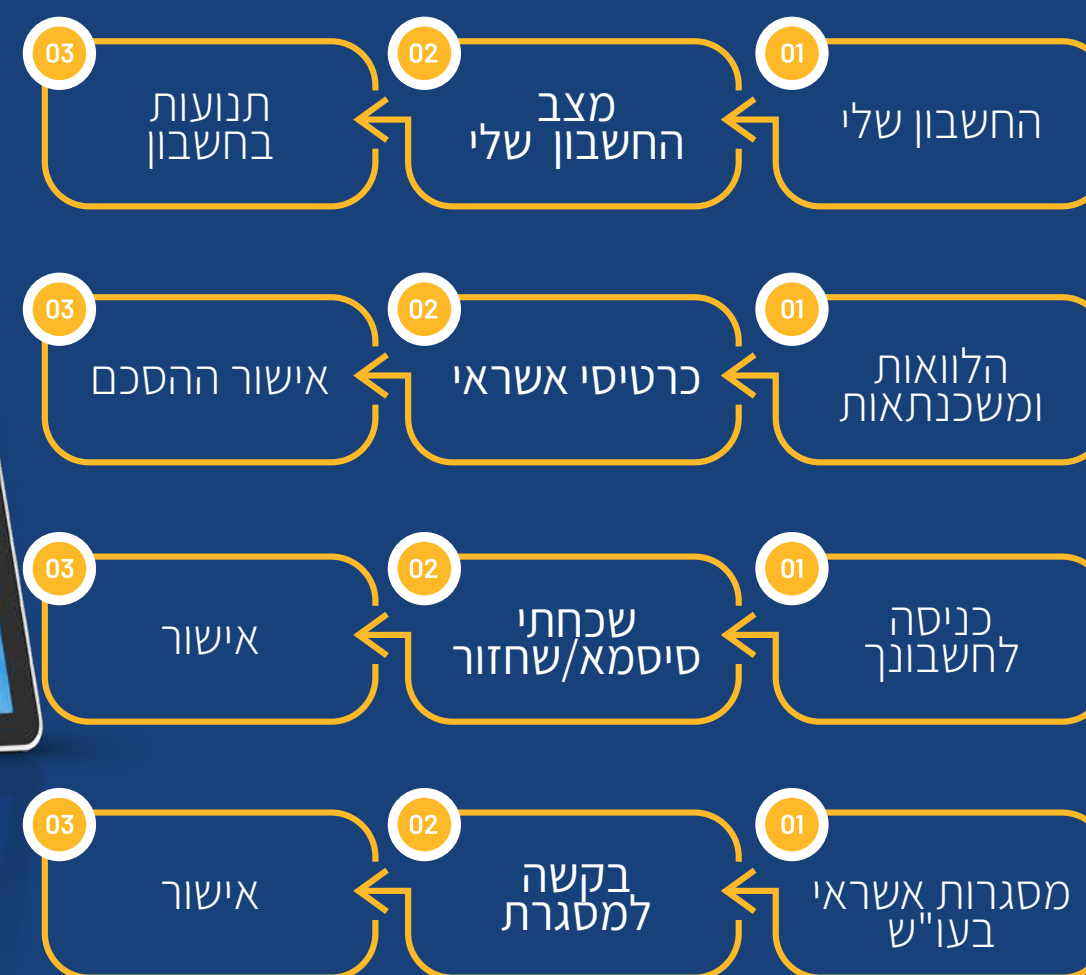 01
החשבון שלי
02
מצב
החשבון שלי
03
תנועות
בחשבון
01
הלוואות
ומשכנתאות
02
כרטיסי אשראי
03
אישור ההסכם
01
כניסה
לחשבונך
02
שכחתי
סיסמא/שחזור
03
אישור
01
מסגרות אשראי
בעו"ש
02
בקשה
למסגרת
03
אישור